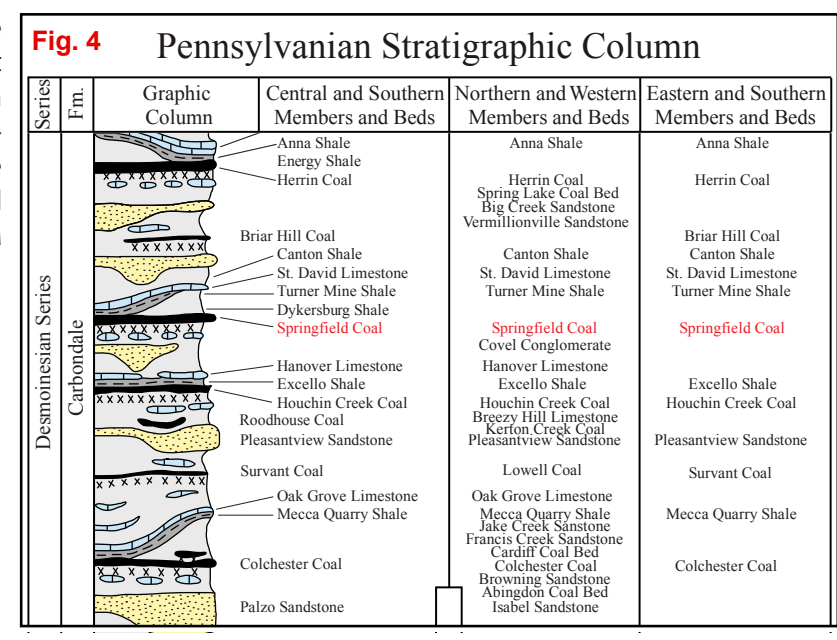 Fig. 4
Pennsylvanian Stratigraphic Column
Series
Fm.
Graphic
Column
Central and Southern
Members and Beds
Northern and Western
Members and Beds
Eastern and Southern
Members and Beds
Desmoinesian Series
Carbondale
Anna Shale
Energy Shale
Herrin Coal
Briar Hill Coal
Canton Shale
St. David Limestone
Turner Mine Shale
Dykersburg Shale
Springfield Coal
Hanover Limestone
Excello Shale
Houchin Creek Coal
Roodhouse Coal
Pleasantview Sandstone
Survant Coal
Oak Grove Limestone
Mecca Quarry Shale
Colchester Coal
Palzo Sandstone
Anna Shale
Herrin Coal
Spring Lake Coal Bed
Big Creek Sandstone
Vermillionville Sandstone
Canton Shale
St. David Limestone
Turner Mine Shale
Springfield Coal
Covel Conglomerate
Hanover Limestone
Excello Shale
Houchin Creek Coal
Breezy Hill Limestone
Kerton Creek Coal
Pleasantview Sandstone
Lowell Coal
Oak Grove Limestone
Mecca Quarry Shale
Jake Creek Sanstone
Francis Creek Sandstone
Cardiff Coal Bed
Colchester Coal
Browning Sandstone
Abingdon Coal Bed
Isabel Sandstone
Anna Shale
Herrin Coal
Briar Hill Coal
Canton Shale
St. David Limestone
Turner Mine Shale
Springfield Coal
Excello Shale
Houchin Creek Coal
Pleasantview Sandstone
Survant Coal
Mecca Quarry Shale
Colchester Coal